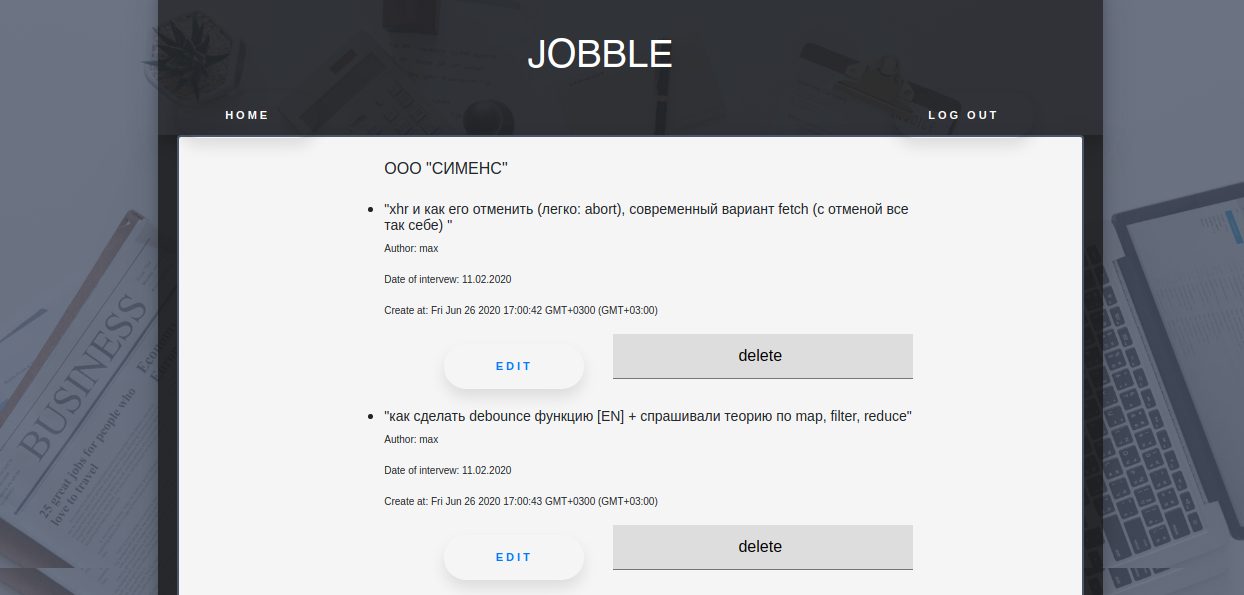 JOBBLE
HOME
LOG OUT
ООО "СИМЕНС"
"xhr и как его отменить (легко: abort), современный вариант fetch (с отменой все
так себе) "
Author: max
Date of intervew: 11.02.2020
Create at: Fri Jun 26 2020 17:00:42 GMT+0300 (GMT+03:00)
EDIT
delete
"как сделать debounce функцию [EN] + спрашивали теорию по map, filter, reduce"
Author: max
Date of intervew: 11.02.2020
Create at: Fri Jun 26 2020 17:00:43 GMT+0300 (GMT+03:00)
EDIT
delete
BUSINESS
25 great jobs for people who
love to travel